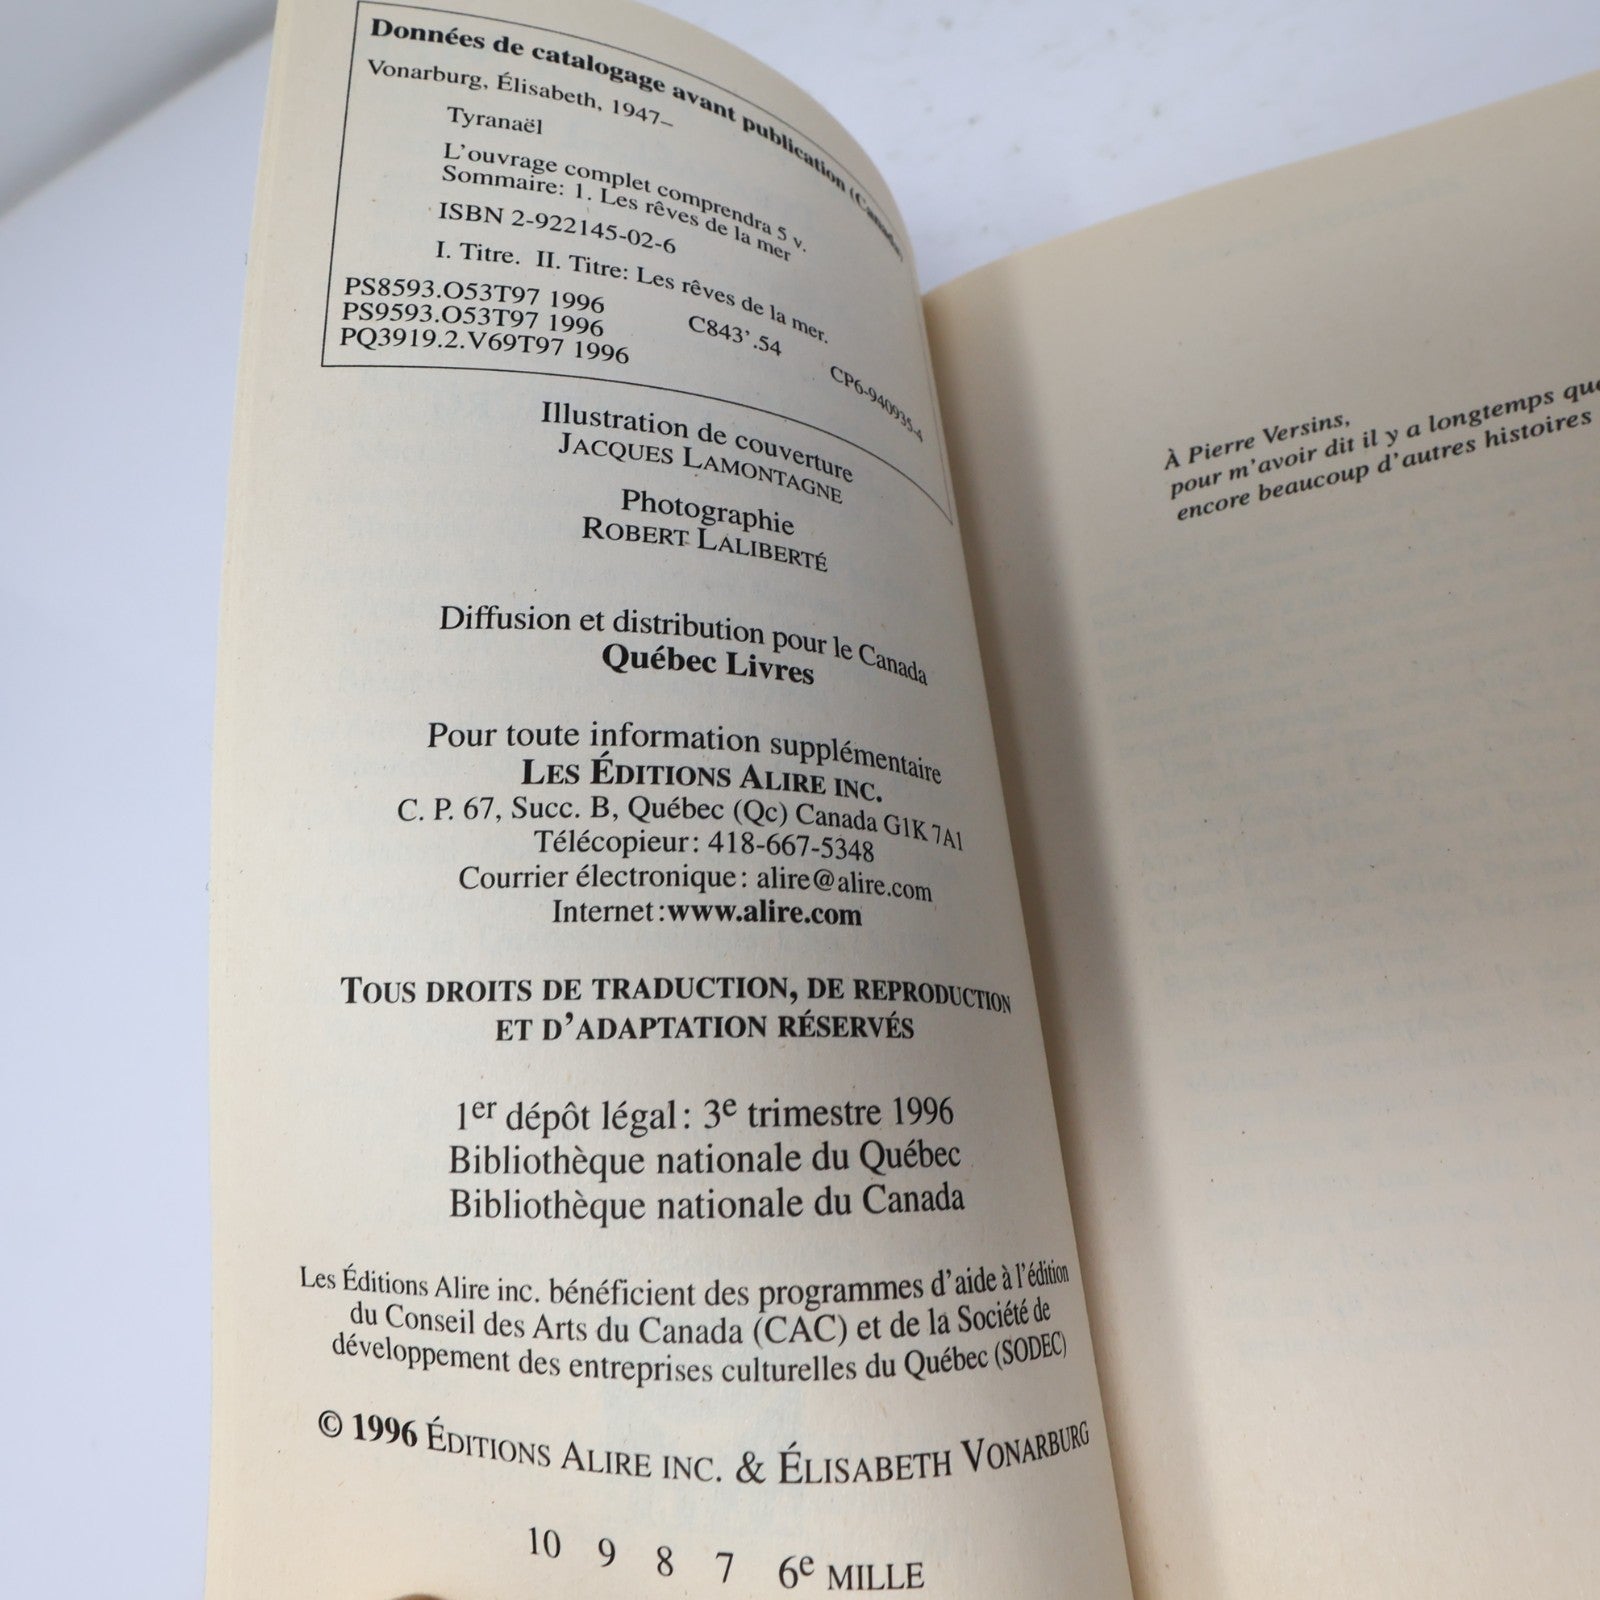 Données de catalogage avant publication (Canada)
Vonarburg, Élisabeth, 1947–
Tyranaël
L'ouvrage complet comprendra 5 v.
Sommaire: 1. Les rêves de la mer
ISBN 2-922145-02-6
I. Titre. II. Titre: Les rêves de la mer.
PS8593.O53T97 1996 C843'.54
PS9593.O53T97 1996
PQ3919.2.V69T97 1996 CP6-940935-4
Illustration de couverture
JACQUES LAMONTAGNE
Photographie
ROBERT LALIBERTÉ
Diffusion et distribution pour le Canada
Québec Livres
Pour toute information supplémentaire
LES ÉDITIONS ALIRE INC.
C. P. 67, Succ. B, Québec (Qc) Canada G1K 7A1
Télécopieur: 418-667-5348
Courrier électronique: alire@alire.com
Internet:www.alire.com
TOUS DROITS DE TRADUCTION, DE REPRODUCTION
ET D'ADAPTATION RÉSERVÉS
1er dépôt légal: 3e trimestre 1996
Bibliothèque nationale du Québec
Bibliothèque nationale du Canada
Les Éditions Alire inc. bénéficient des programmes d'aide à l'édition
du Conseil des Arts du Canada (CAC) et de la Société de
développement des entreprises culturelles du Québec (SODEC)
© 1996 ÉDITIONS ALIRE INC. & ÉLISABETH VONARBURG
10 9 8 7 6e MILLE
À Pierre Versins,
pour m'avoir dit il y a longtemps que
encore beaucoup d'autres histoires